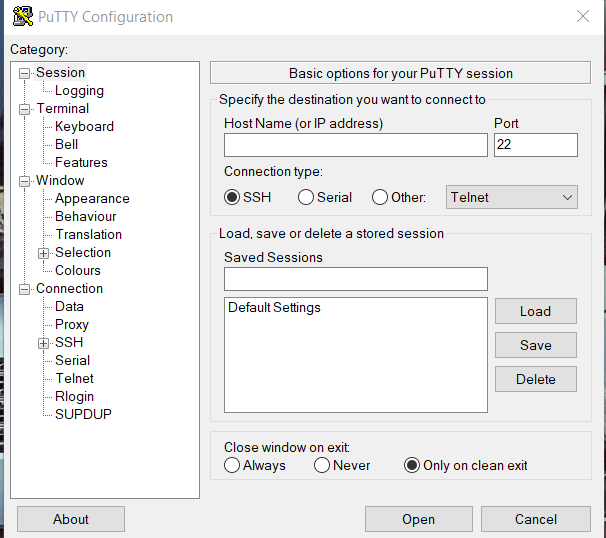 PuTTY Configuration
Category:
Session
Logging
Terminal
Keyboard
Bell
Features
Window
Appearance
Behaviour
Translation
Selection
Colours
Connection
Data
Proxy
SSH
Serial
Telnet
Rlogin
SUPDUP
Basic options for your PuTTY session
Specify the destination you want to connect to
Host Name (or IP address) Port
22
Connection type:
SSH Serial Other: Telnet
Load, save or delete a stored session
Saved Sessions
Default Settings
Load
Save
Delete
Close window on exit:
Always Never Only on clean exit
About Open Cancel